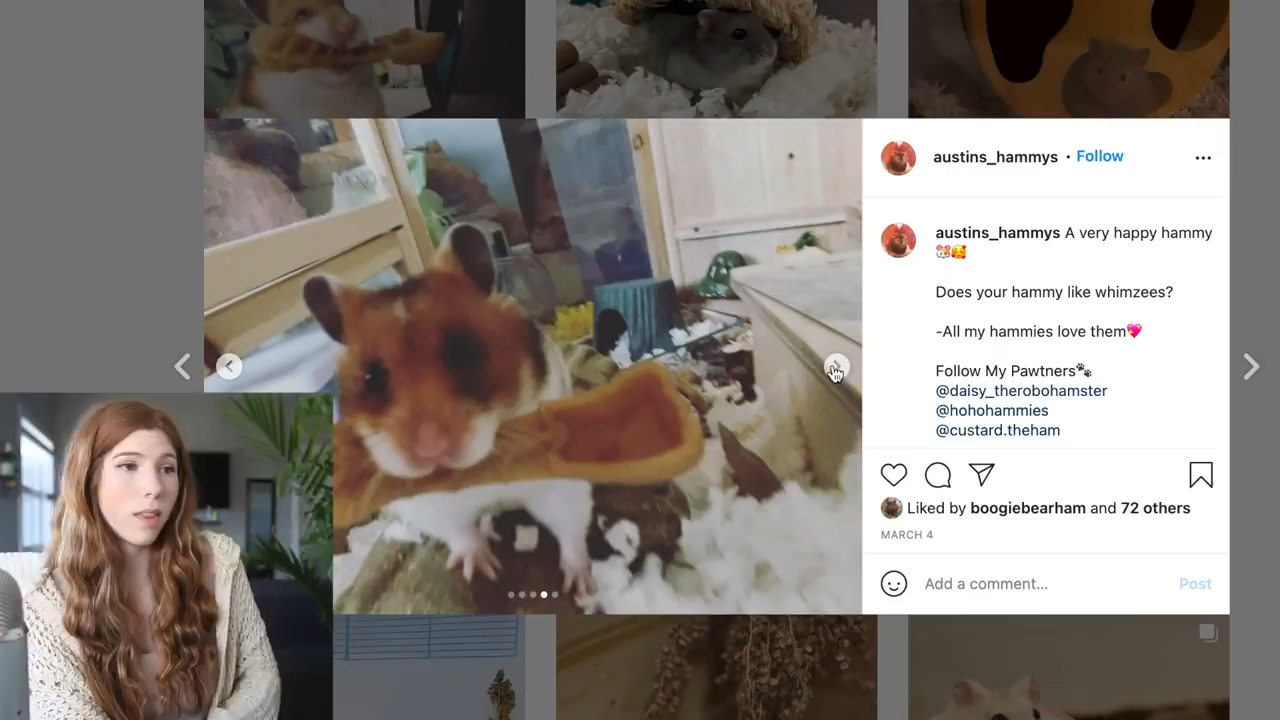 austins_hammys • Follow
austins_hammys A very happy hammy
🐹🥰
Does your hammy like whimzees?
-All my hammies love them💖
Follow My Pawtners🐾
@daisy_therobohamster
@hohohammies
@custard.theham
Liked by boogiebearham and 72 others
MARCH 4
Add a comment...
Post